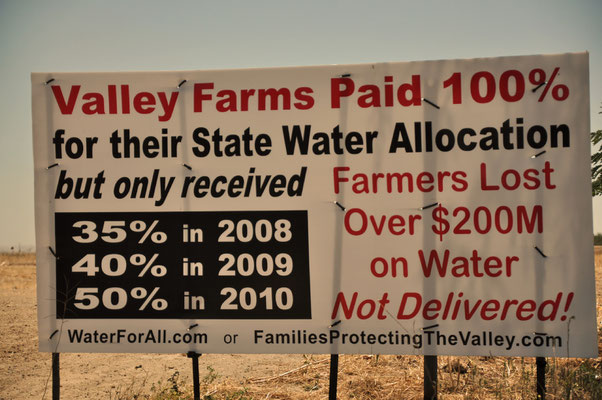 Valley Farms Paid 100%
for their State Water Allocation
but only received
35% in 2008
40% in 2009
50% in 2010
Farmers Lost
Over $200M
on Water
Not Delivered!
WaterForAll.com or FamiliesProtectingTheValley.com